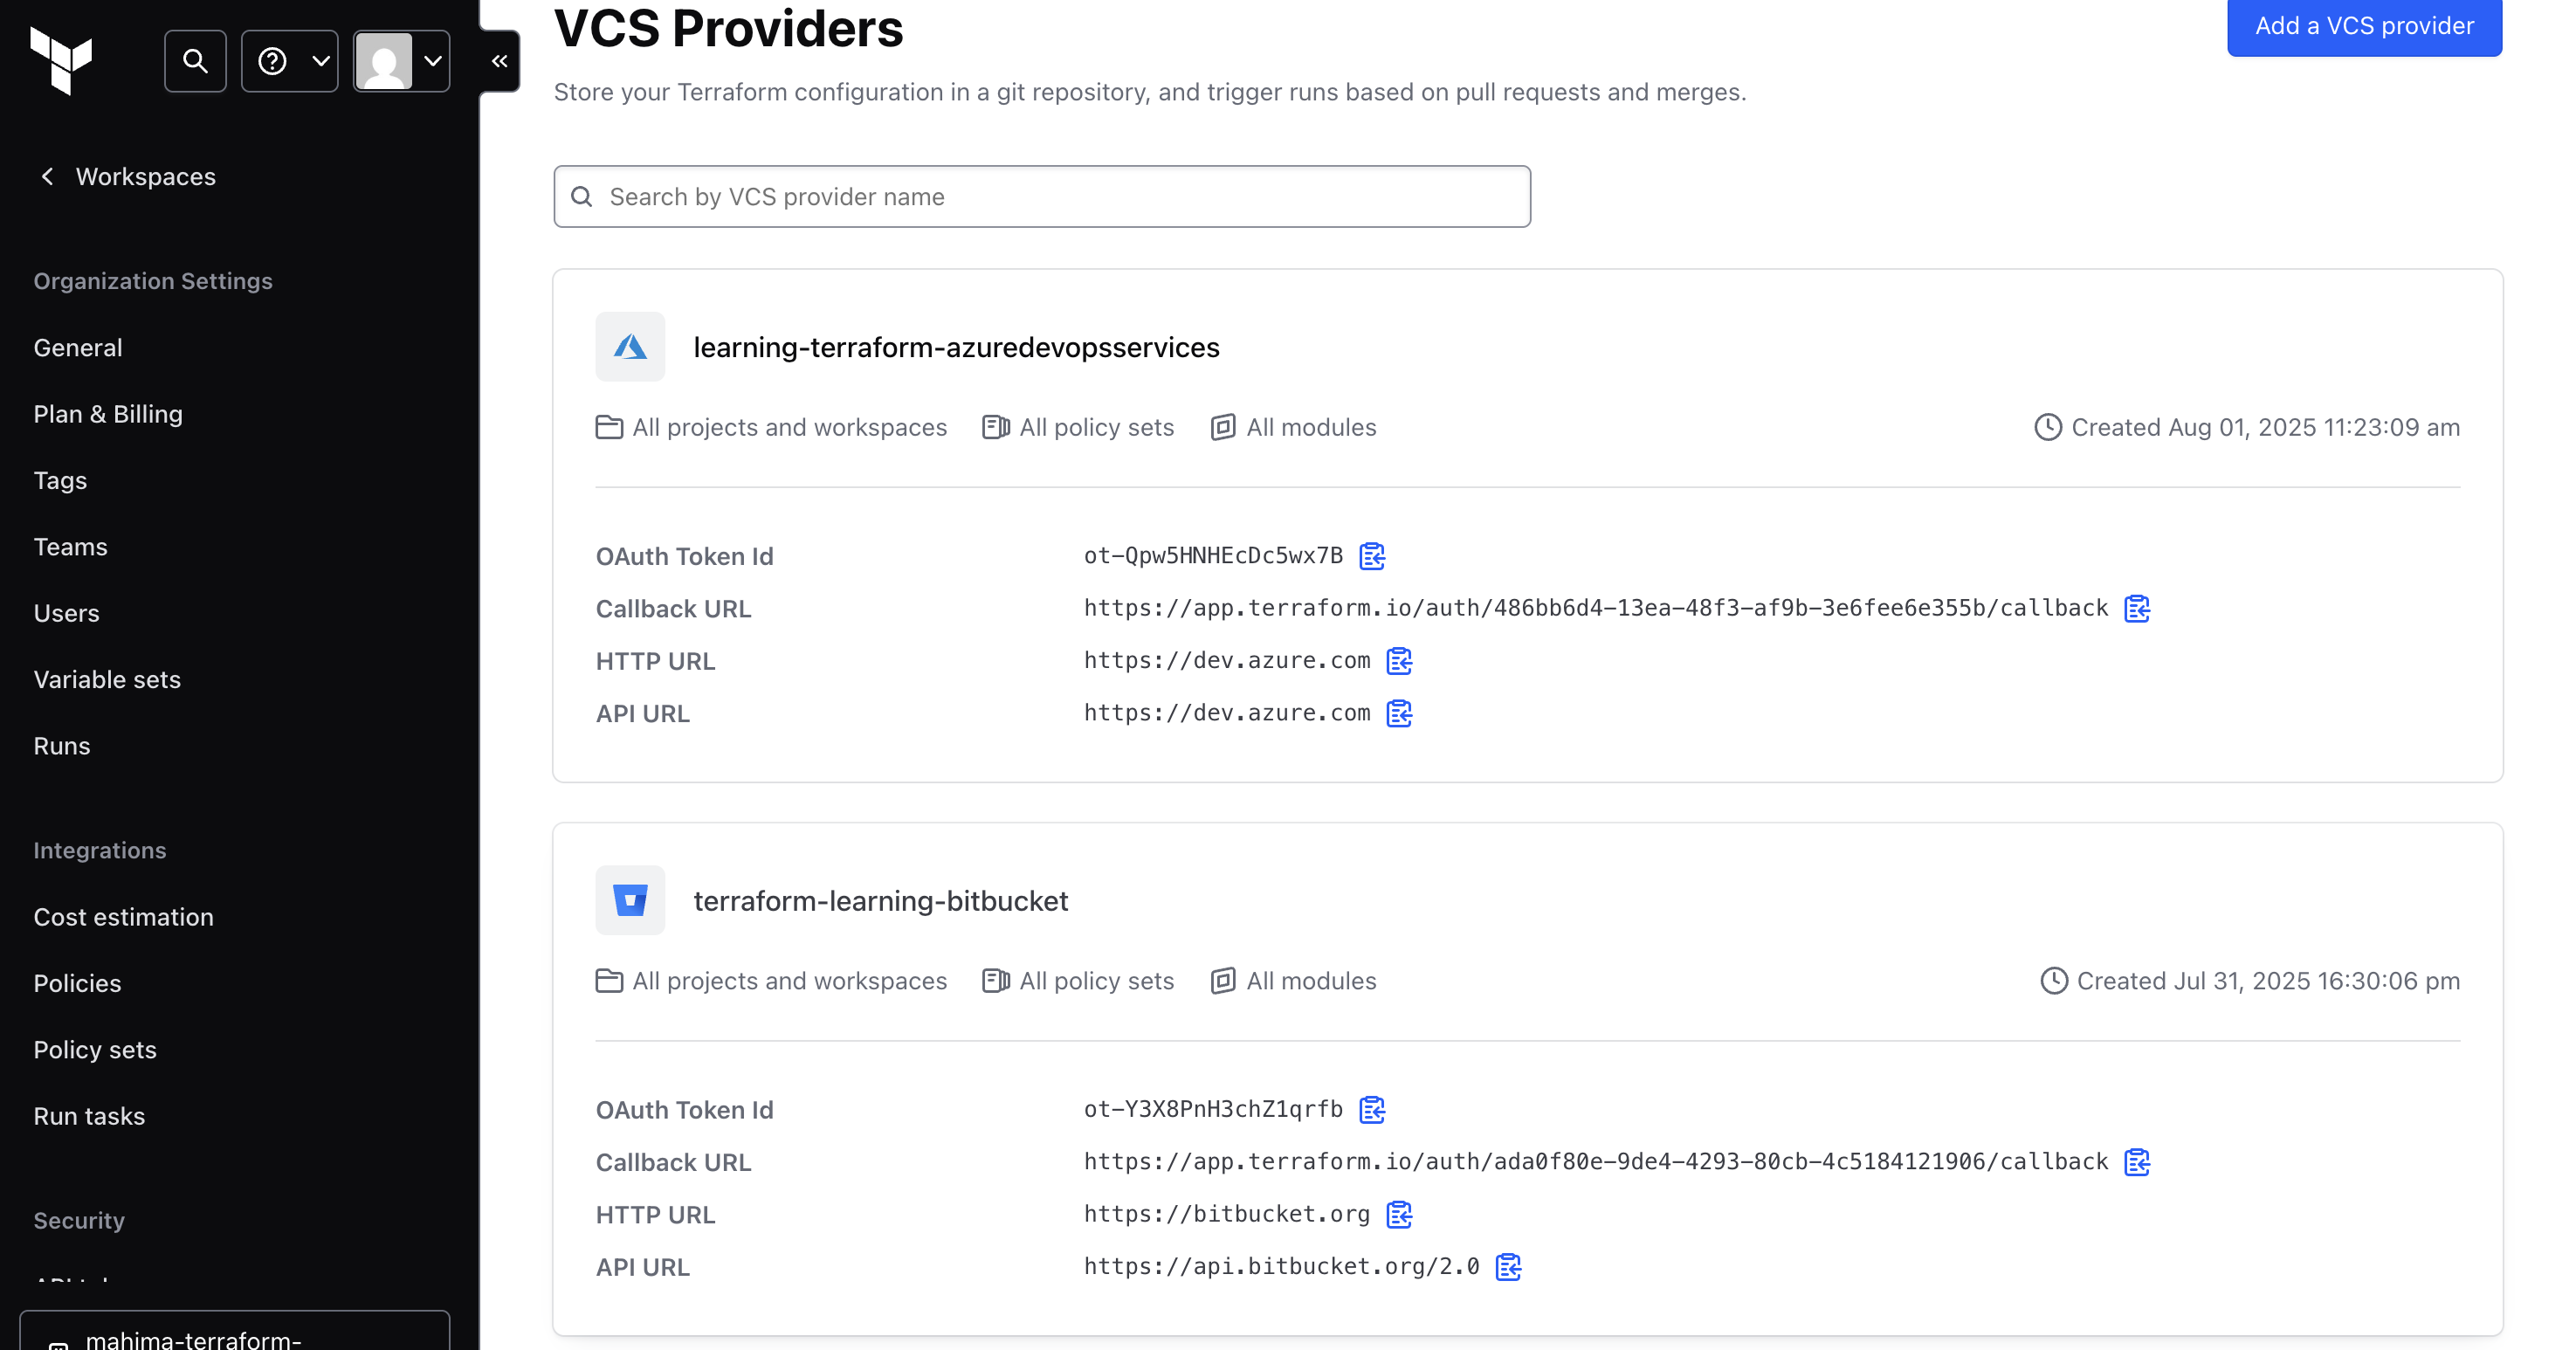 Workspaces
Organization Settings
General
Plan & Billing
Tags
Teams
Users
Variable sets
Runs
Integrations
Cost estimation
Policies
Policy sets
Run tasks
Security
mahima-terraform-
VCS Providers
Add a VCS provider
Store your Terraform configuration in a git repository, and trigger runs based on pull requests and merges.
Search by VCS provider name
learning-terraform-azuredevopsservices
All projects and workspaces All policy sets All modules Created Aug 01, 2025 11:23:09 am
OAuth Token Id ot-Qpw5HNHEcDc5wx7B
Callback URL https://app.terraform.io/auth/486bb6d4-13ea-48f3-af9b-3e6fee6e355b/callback
HTTP URL https://dev.azure.com
API URL https://dev.azure.com
terraform-learning-bitbucket
All projects and workspaces All policy sets All modules Created Jul 31, 2025 16:30:06 pm
OAuth Token Id ot-Y3X8PnH3chZ1qrfb
Callback URL https://app.terraform.io/auth/ada0f80e-9de4-4293-80cb-4c5184121906/callback
HTTP URL https://bitbucket.org
API URL https://api.bitbucket.org/2.0